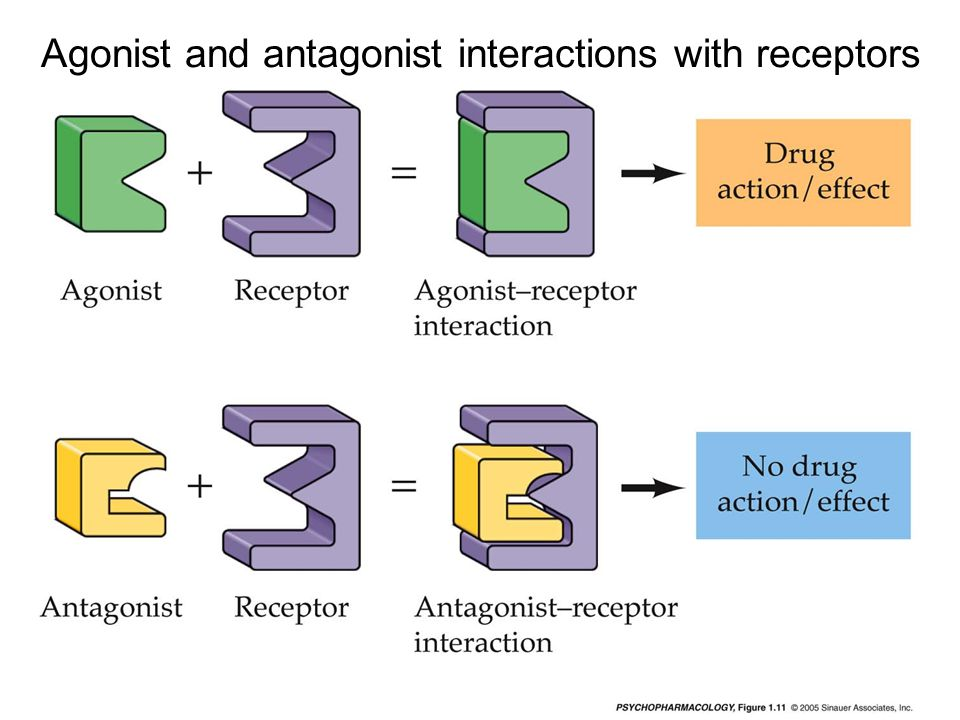 Agonist and antagonist interactions with receptors
+
=
Drug
action/effect
Agonist
Receptor
Agonist–receptor
interaction
+
=
No drug
action/effect
Antagonist
Receptor
Antagonist–receptor
interaction
PSYCHOPHARMACOLOGY, Figure 1.11 © 2005 Sinauer Associates, Inc.